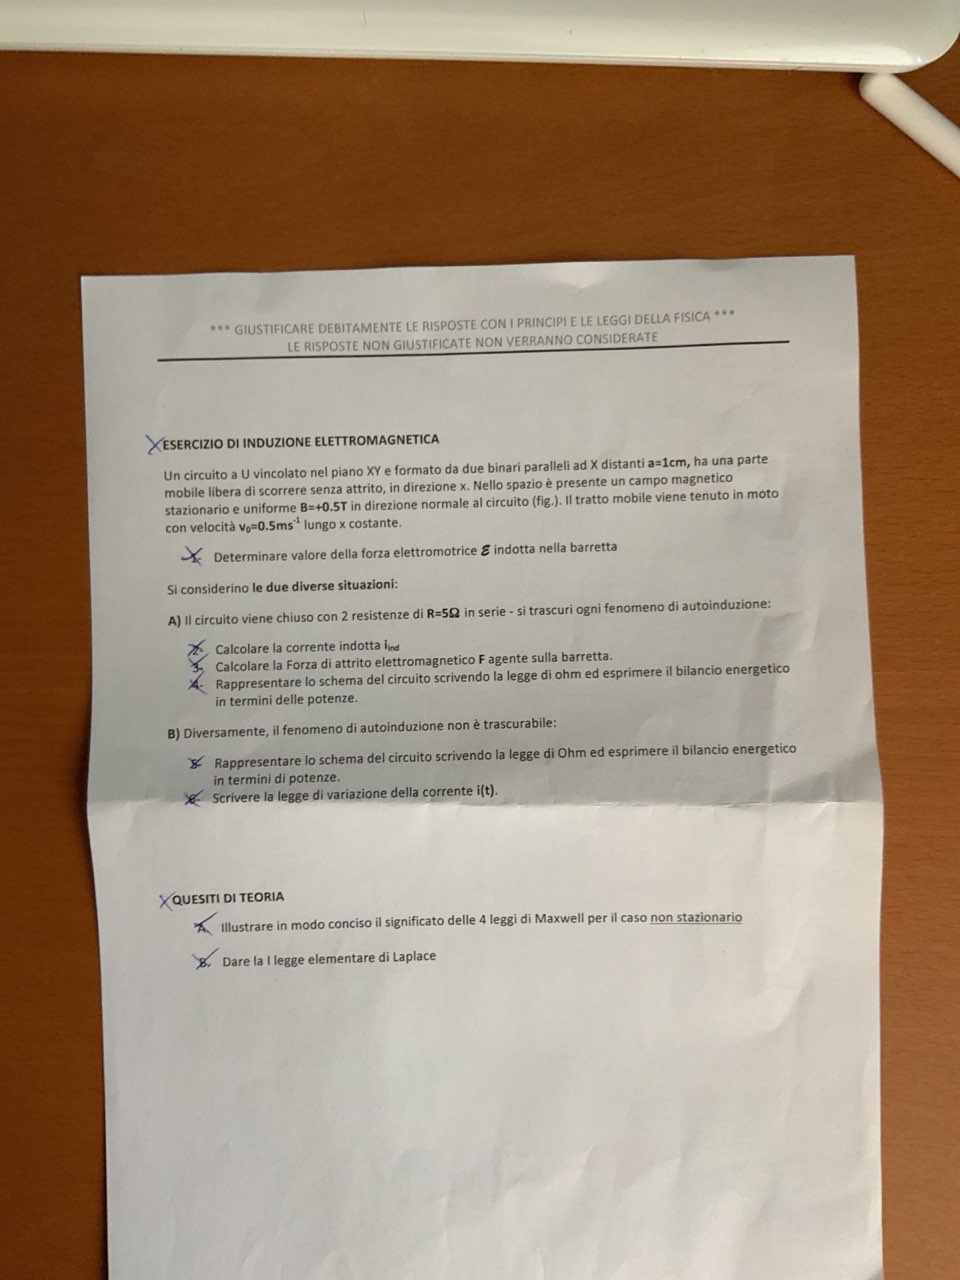 *** GIUSTIFICARE DEBITAMENTE LE RISPOSTE CON I PRINCIPI E LE LEGGI DELLA FISICA ***
LE RISPOSTE NON GIUSTIFICATE NON VERRANNO CONSIDERATE
ESERCIZIO DI INDUZIONE ELETTROMAGNETICA
Un circuito a U vincolato nel piano XY e formato da due binari paralleli ad X distanti a=1cm, ha una parte
mobile libera di scorrere senza attrito, in direzione x. Nello spazio è presente un campo magnetico
stazionario e uniforme B=+0.5T in direzione normale al circuito (fig.). Il tratto mobile viene tenuto in moto
con velocità v₀=0.5ms⁻¹ lungo x costante.
1. Determinare valore della forza elettromotrice ℰ indotta nella barretta
Si considerino le due diverse situazioni:
A) Il circuito viene chiuso con 2 resistenze di R=5Ω in serie - si trascuri ogni fenomeno di autoinduzione:
2. Calcolare la corrente indotta i_ind
3. Calcolare la Forza di attrito elettromagnetico F agente sulla barretta.
4. Rappresentare lo schema del circuito scrivendo la legge di ohm ed esprimere il bilancio energetico
in termini delle potenze.
B) Diversamente, il fenomeno di autoinduzione non è trascurabile:
5. Rappresentare lo schema del circuito scrivendo la legge di Ohm ed esprimere il bilancio energetico
in termini di potenze.
6. Scrivere la legge di variazione della corrente i(t).
QUESITI DI TEORIA
A. Illustrare in modo conciso il significato delle 4 leggi di Maxwell per il caso non stazionario
B. Dare la I legge elementare di Laplace